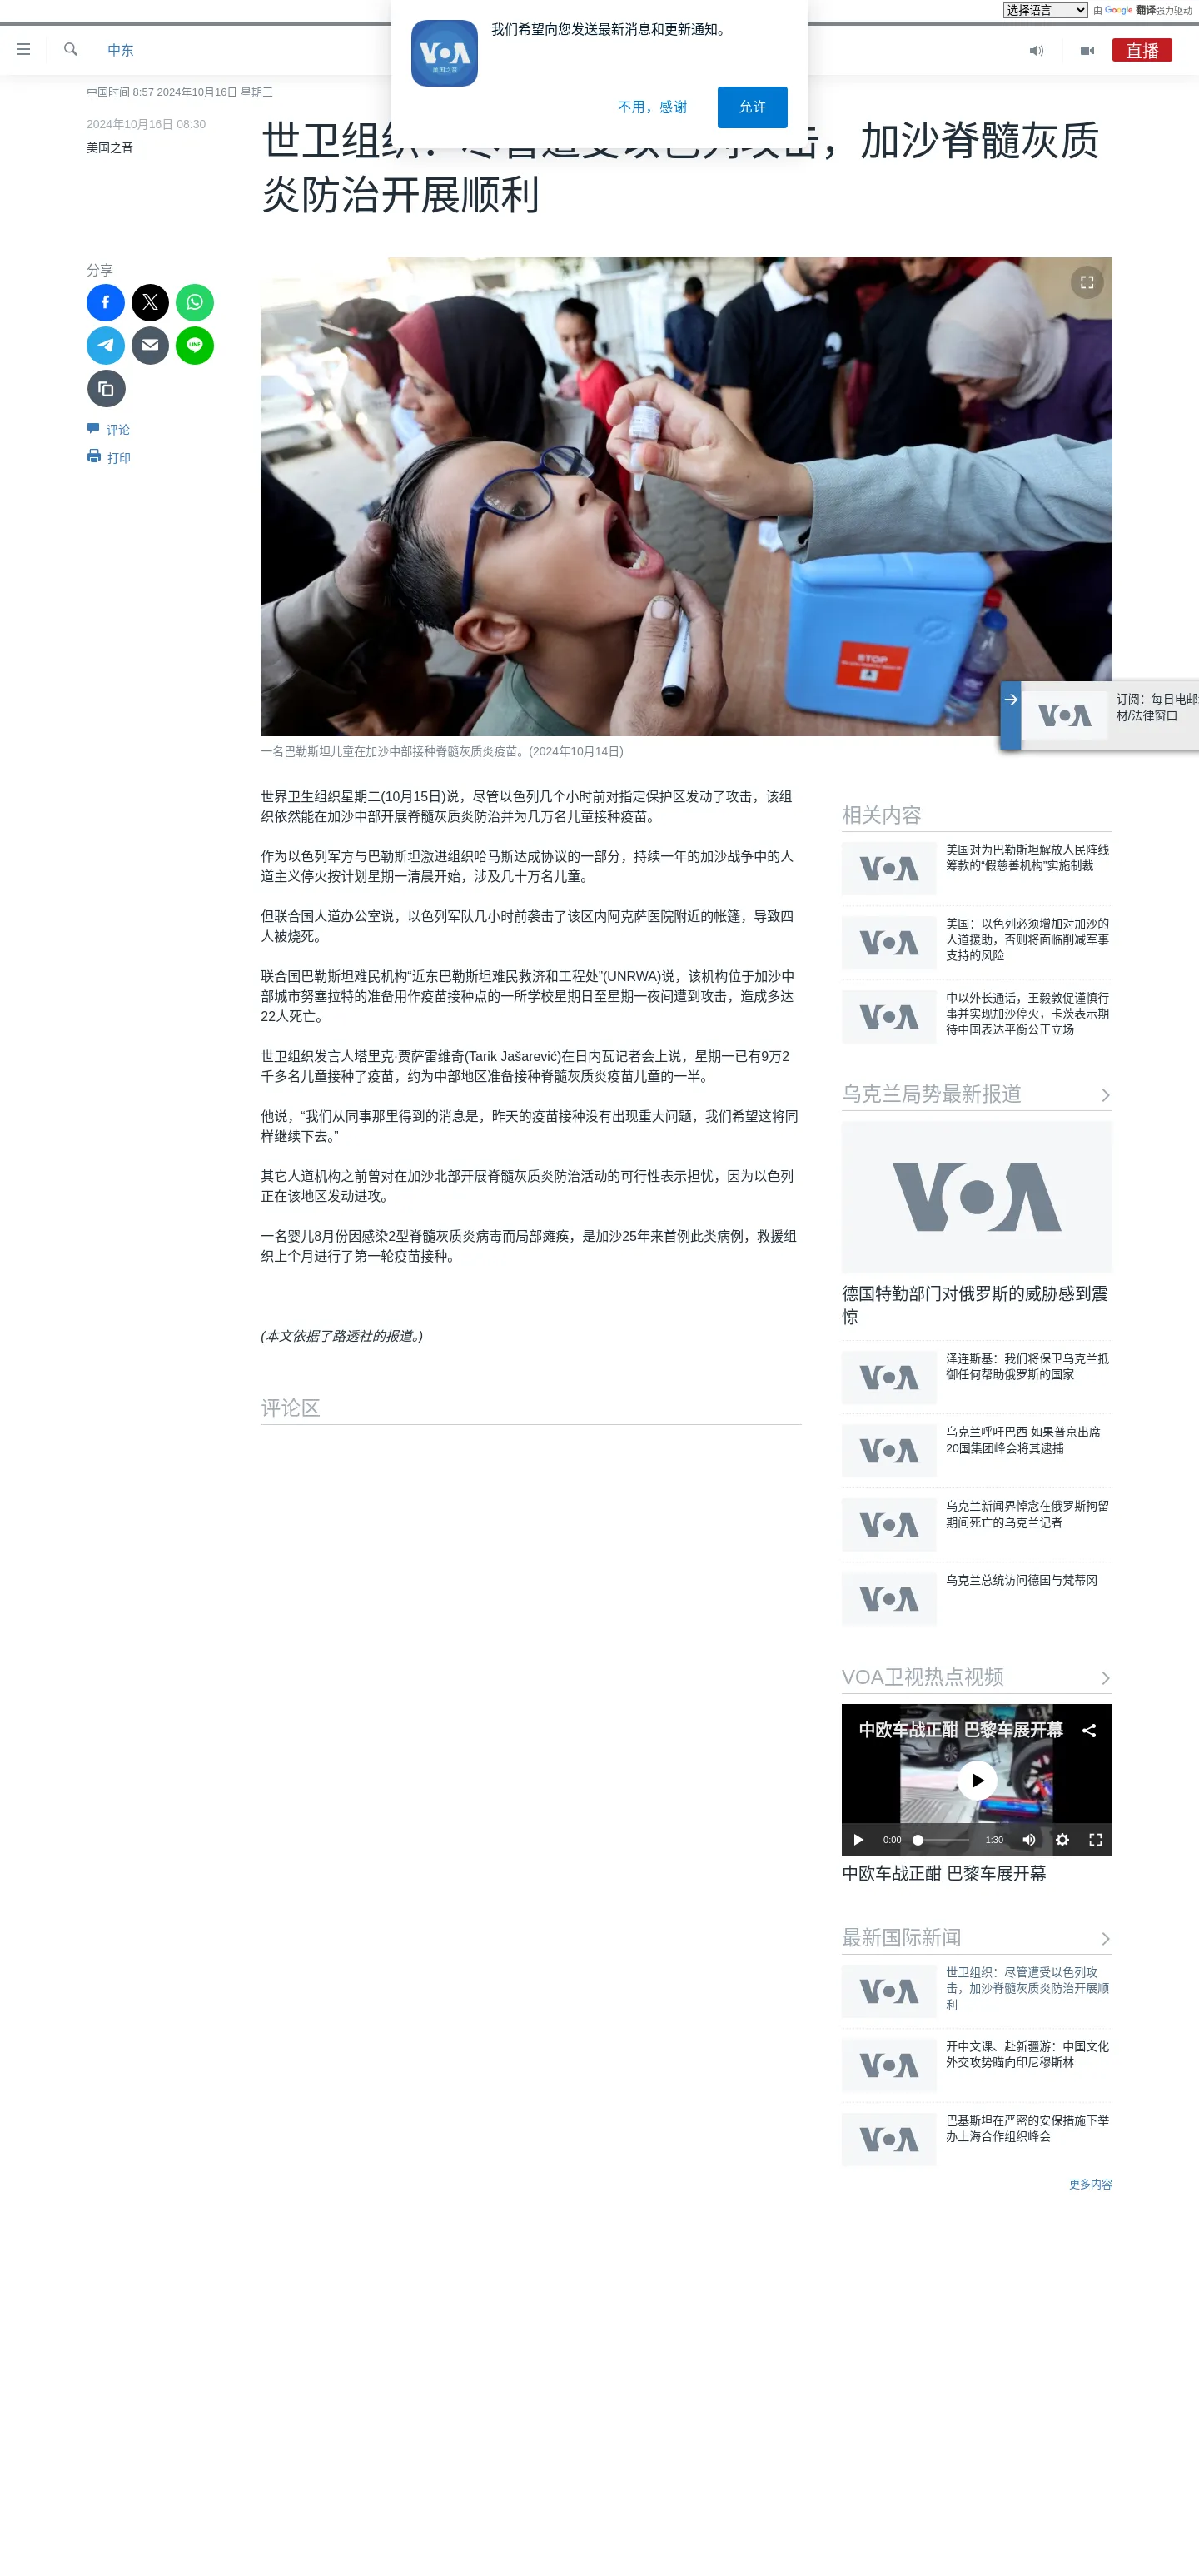 选择语言 由 Google 翻译强力驱动
我们希望向您发送最新消息和更新通知。
VOA
美国之音
不用，感谢
允许
中东
直播
中国时间 8:57 2024年10月16日 星期三
2024年10月16日 08:30
美国之音
世卫组织：尽管遭受以色列攻击，加沙脊髓灰质
炎防治开展顺利
分享
LINE
评论
打印
STOP
一名巴勒斯坦儿童在加沙中部接种脊髓灰质炎疫苗。(2024年10月14日)
VOA
订阅：每日电邮
材/法律窗口
世界卫生组织星期二(10月15日)说，尽管以色列几个小时前对指定保护区发动了攻击，该组
织依然能在加沙中部开展脊髓灰质炎防治并为几万名儿童接种疫苗。
作为以色列军方与巴勒斯坦激进组织哈马斯达成协议的一部分，持续一年的加沙战争中的人
道主义停火按计划星期一清晨开始，涉及几十万名儿童。
但联合国人道办公室说，以色列军队几小时前袭击了该区内阿克萨医院附近的帐篷，导致四
人被烧死。
联合国巴勒斯坦难民机构“近东巴勒斯坦难民救济和工程处”(UNRWA)说，该机构位于加沙中
部城市努塞拉特的准备用作疫苗接种点的一所学校星期日至星期一夜间遭到攻击，造成多达
22人死亡。
世卫组织发言人塔里克·贾萨雷维奇(Tarik Jašarević)在日内瓦记者会上说，星期一已有9万2
千多名儿童接种了疫苗，约为中部地区准备接种脊髓灰质炎疫苗儿童的一半。
他说，“我们从同事那里得到的消息是，昨天的疫苗接种没有出现重大问题，我们希望这将同
样继续下去。”
其它人道机构之前曾对在加沙北部开展脊髓灰质炎防治活动的可行性表示担忧，因为以色列
正在该地区发动进攻。
一名婴儿8月份因感染2型脊髓灰质炎病毒而局部瘫痪，是加沙25年来首例此类病例，救援组
织上个月进行了第一轮疫苗接种。
(本文依据了路透社的报道。)
评论区
相关内容
VOA
美国对为巴勒斯坦解放人民阵线
筹款的“假慈善机构”实施制裁
VOA
美国：以色列必须增加对加沙的
人道援助，否则将面临削减军事
支持的风险
VOA
中以外长通话，王毅敦促谨慎行
事并实现加沙停火，卡茨表示期
待中国表达平衡公正立场
乌克兰局势最新报道
VOA
德国特勤部门对俄罗斯的威胁感到震
惊
VOA
泽连斯基：我们将保卫乌克兰抵
御任何帮助俄罗斯的国家
VOA
乌克兰呼吁巴西 如果普京出席
20国集团峰会将其逮捕
VOA
乌克兰新闻界悼念在俄罗斯拘留
期间死亡的乌克兰记者
VOA
乌克兰总统访问德国与梵蒂冈
VOA卫视热点视频
中欧车战正酣 巴黎车展开幕
0:00
1:30
中欧车战正酣 巴黎车展开幕
最新国际新闻
VOA
世卫组织：尽管遭受以色列攻
击，加沙脊髓灰质炎防治开展顺
利
VOA
开中文课、赴新疆游：中国文化
外交攻势瞄向印尼穆斯林
VOA
巴基斯坦在严密的安保措施下举
办上海合作组织峰会
更多内容